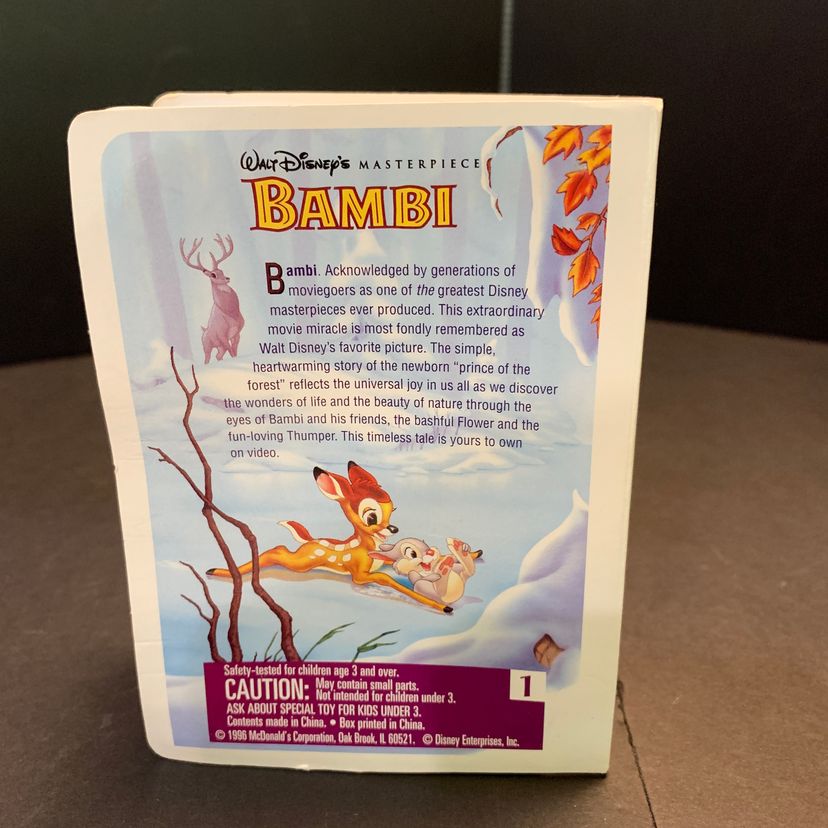 WALT DISNEY'S MASTERPIECE
BAMBI
Bambi. Acknowledged by generations of
moviegoers as one of the greatest Disney
masterpieces ever produced. This extraordinary
movie miracle is most fondly remembered as
Walt Disney's favorite picture. The simple,
heartwarming story of the newborn "prince of the
forest" reflects the universal joy in us all as we discover
the wonders of life and the beauty of nature through the
eyes of Bambi and his friends, the bashful Flower and the
fun-loving Thumper. This timeless tale is yours to own
on video.
Safety-tested for children age 3 and over.
CAUTION: May contain small parts.
Not intended for children under 3.
1
ASK ABOUT SPECIAL TOY FOR KIDS UNDER 3.
Contents made in China. • Box printed in China.
© 1996 McDonald's Corporation, Oak Brook, IL 60521. © Disney Enterprises, Inc.